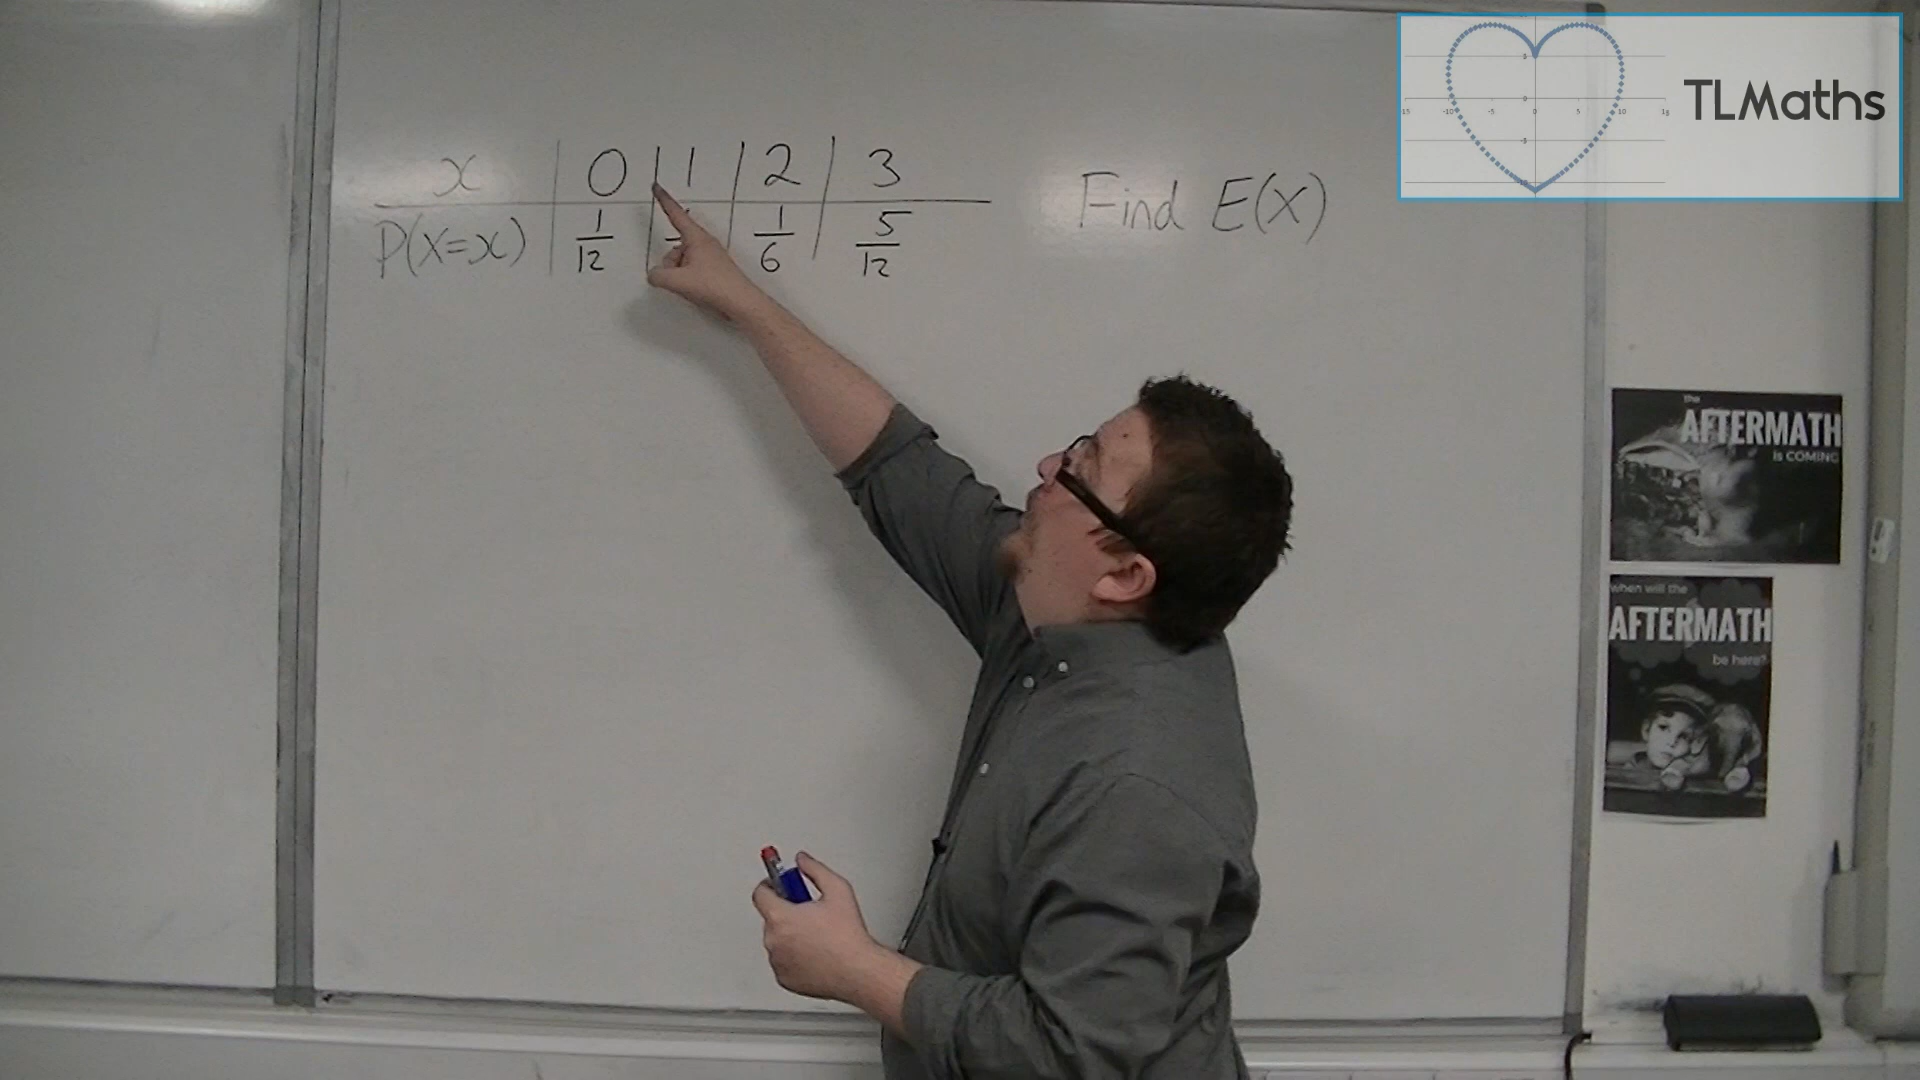 x 0 1 2 3
P(X=x) 1/12 1/6 5/12
Find E(X)
TLMaths
the
AFTERMATH
is COMING
when will the
AFTERMATH
be here?